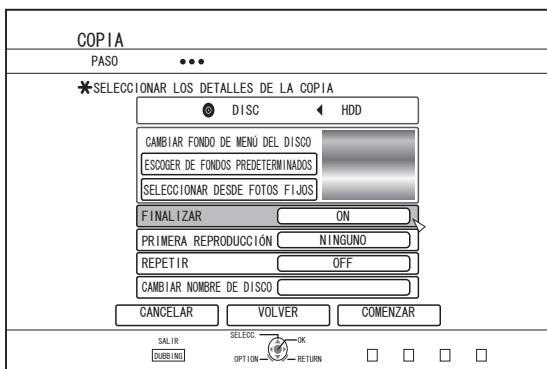 COPIA
PASO
SELECCIONAR LOS DETALLES DE LA COPIA
DISC HDD
CAMBIAR FONDO DE MENÚ DEL DISCO
ESCOGER DE FONDOS PREDETERMINADOS
SELECCIONAR DESDE FOTOS FIJOS
FINALIZAR ON
PRIMERA REPRODUCCIÓN NINGUNO
REPETIR OFF
CAMBIAR NOMBRE DE DISCO
CANCELAR VOLVER COMENZAR
SALIR
DUBBING
SELECC.
OK
OPTION
RETURN